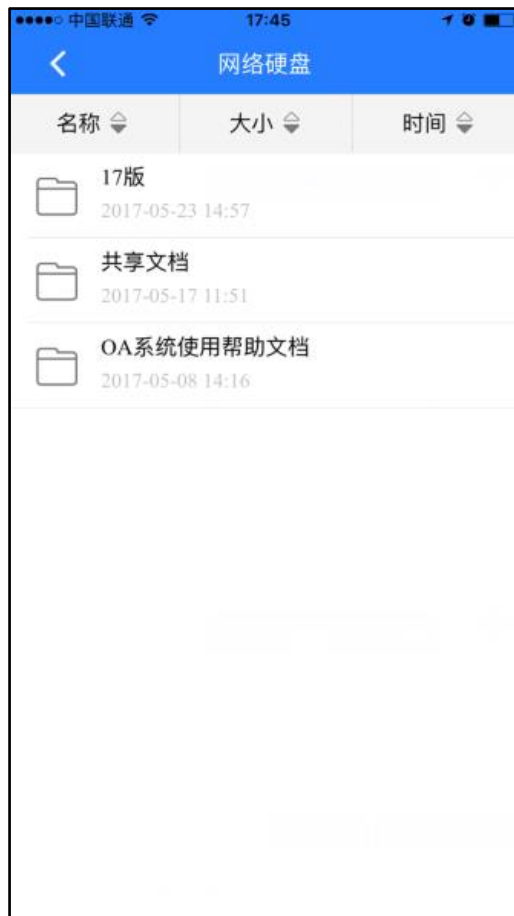 中国联通 17:45
网络硬盘
名称 大小 时间
17版
2017-05-23 14:57
共享文档
2017-05-17 11:51
OA系统使用帮助文档
2017-05-08 14:16